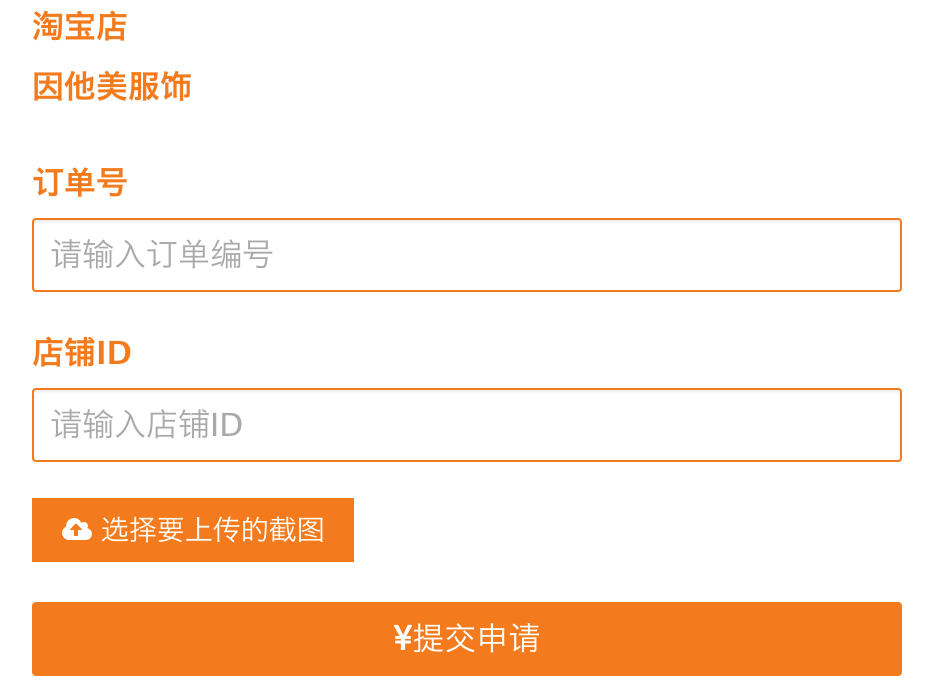 淘宝店
因他美服饰
订单号
请输入订单编号
店铺ID
请输入店铺ID
选择要上传的截图
¥提交申请